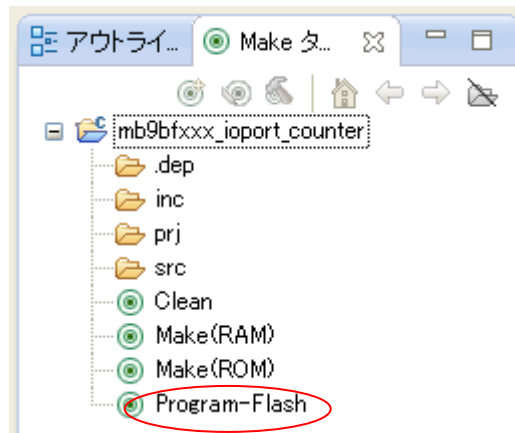 アウトライ... Make タ...
mb9bfxxx_ioport_counter
.dep
inc
prj
src
Clean
Make(RAM)
Make(ROM)
Program-Flash